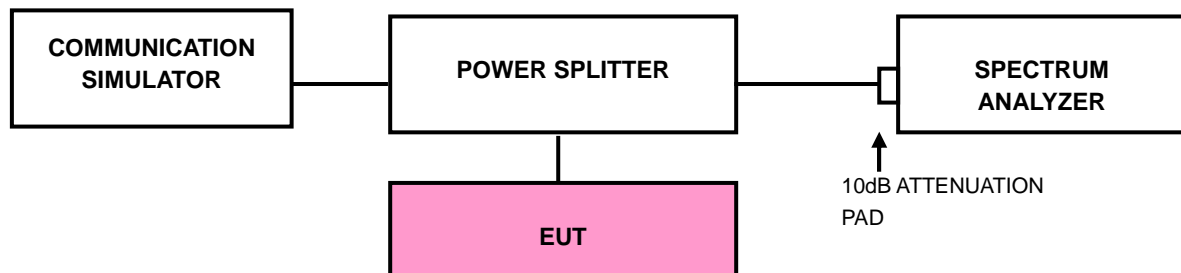 COMMUNICATION
SIMULATOR
POWER SPLITTER
SPECTRUM
ANALYZER
10dB ATTENUATION
PAD
EUT